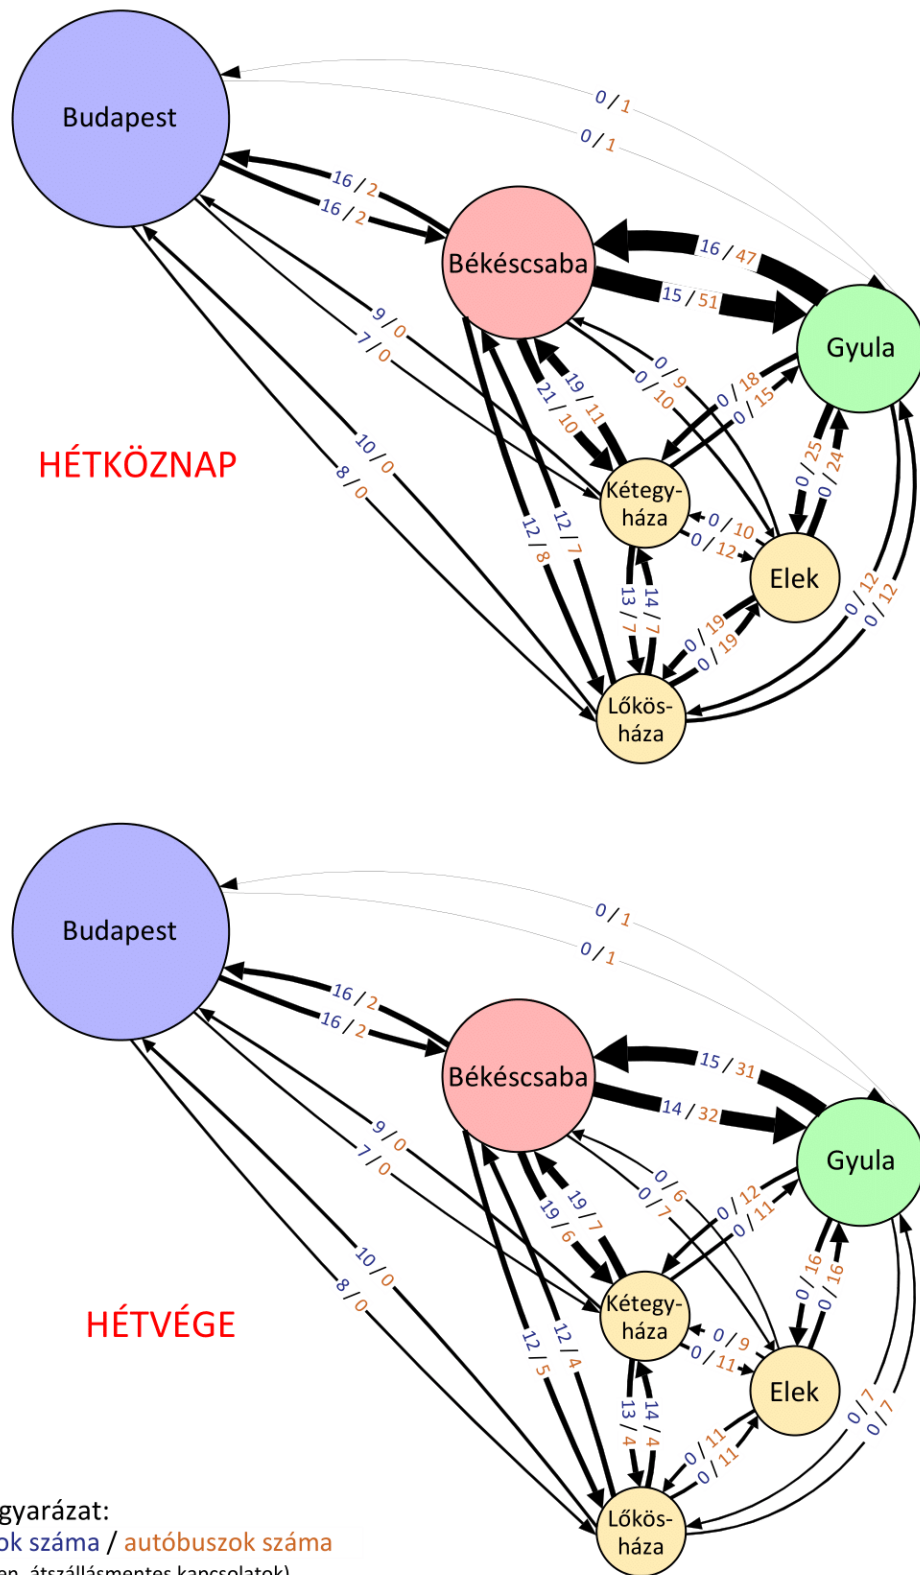 0 / 1
0 / 1
Budapest
16 / 2
16 / 2
Békéscsaba
16 / 47
15 / 51
Gyula
9 / 0
7 / 0
0 / 9
0 / 10
19 / 11
21 / 10
0 / 18
0 / 15
HÉTKÖZNAP
10 / 0
8 / 0
0 / 25
0 / 24
Kétegy-
háza
12 / 7
12 / 8
0 / 10
0 / 12
Elek
13 / 7
14 / 7
0 / 12
0 / 12
0 / 19
0 / 19
Lőkös-
háza
0 / 1
0 / 1
Budapest
16 / 2
16 / 2
Békéscsaba
15 / 31
14 / 32
Gyula
9 / 0
7 / 0
0 / 6
0 / 7
19 / 7
19 / 6
0 / 12
0 / 11
10 / 0
8 / 0
0 / 16
0 / 16
HÉTVÉGE
Kétegy-
háza
12 / 4
12 / 5
0 / 9
0 / 11
Elek
13 / 4
14 / 4
0 / 7
0 / 7
0 / 11
0 / 11
Lőkös-
háza
gyarázat:
ok száma / autóbuszok száma
en, átszállásmentes kapcsolatok)